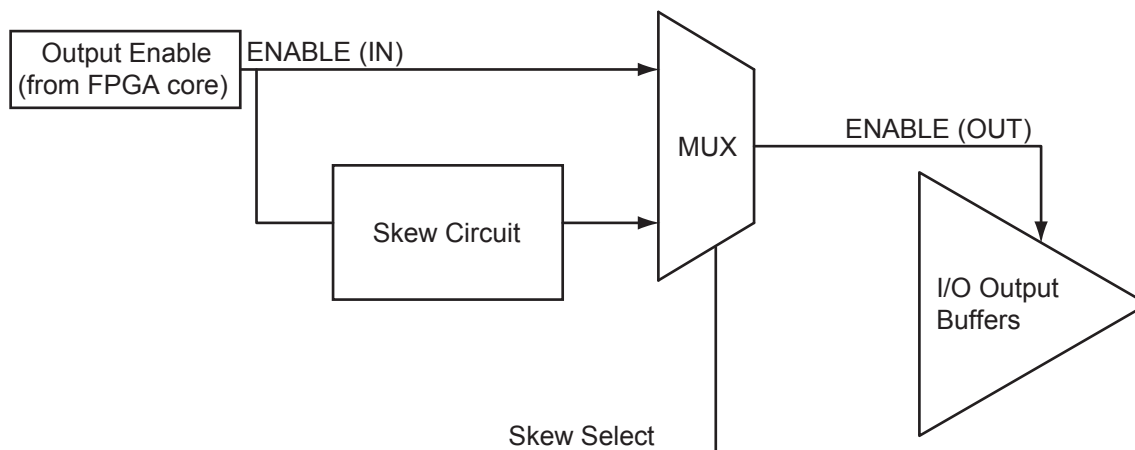 Output Enable
(from FPGA core)
ENABLE (IN)
MUX
ENABLE (OUT)
Skew Circuit
I/O Output
Buffers
Skew Select